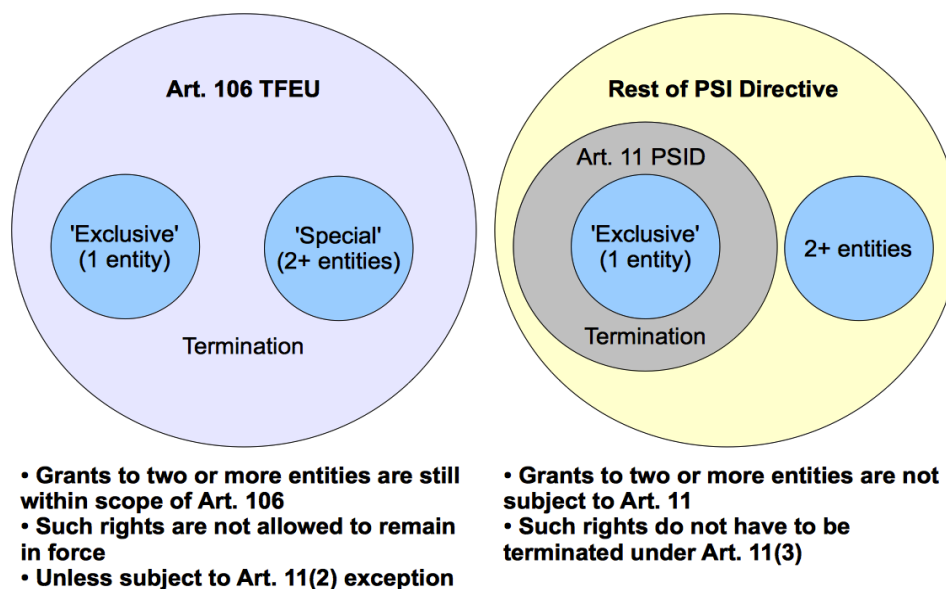 Art. 106 TFEU
'Exclusive'
(1 entity)
'Special'
(2+ entities)
Termination
• Grants to two or more entities are still
within scope of Art. 106
• Such rights are not allowed to remain
in force
• Unless subject to Art. 11(2) exception
Rest of PSI Directive
Art. 11 PSID
'Exclusive'
(1 entity)
Termination
2+ entities
• Grants to two or more entities are not
subject to Art. 11
• Such rights do not have to be
terminated under Art. 11(3)